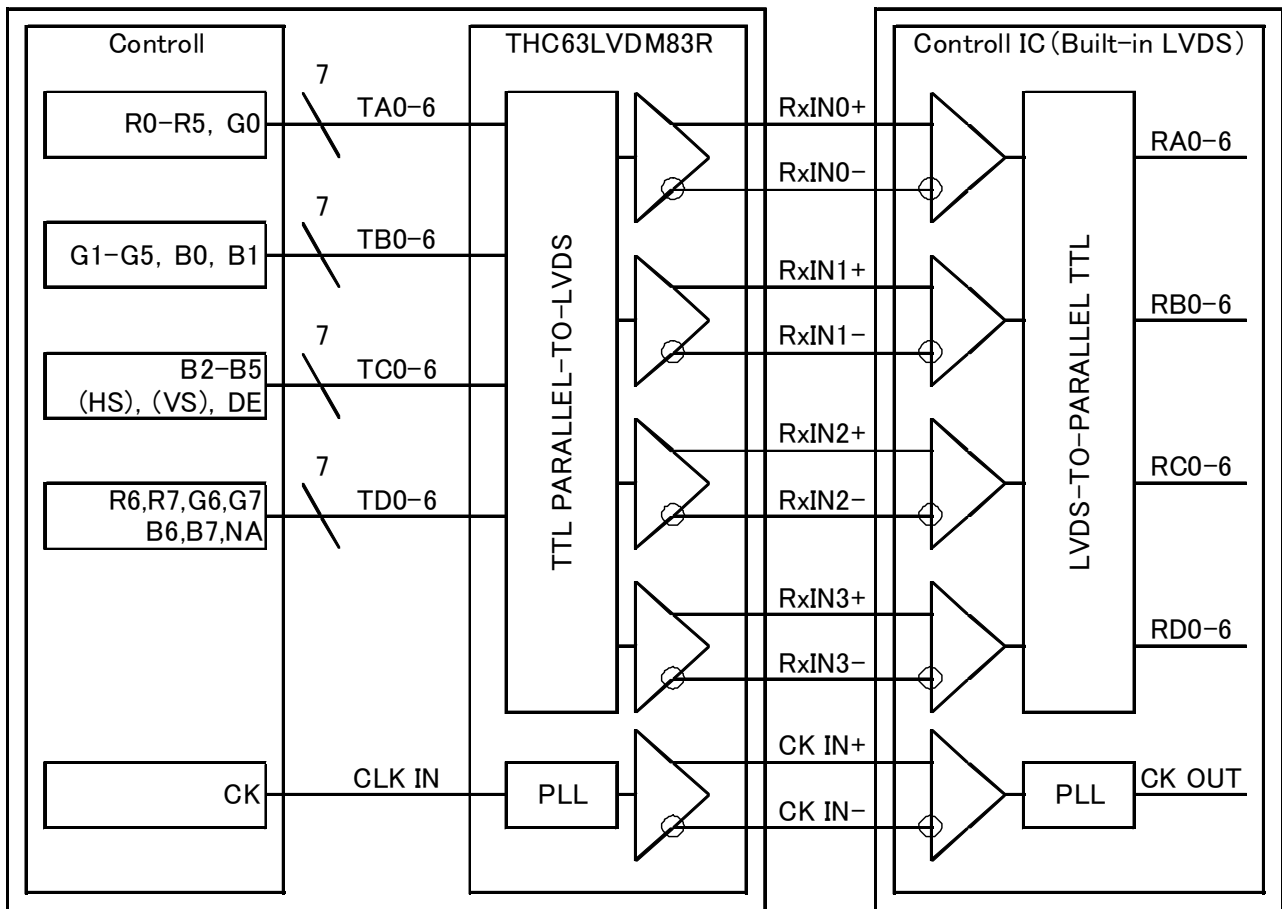 Controll
THC63LVDM83R
Controll IC(Built-in LVDS)
7
R0-R5, G0
TA0-6
RxIN0+
RxIN0-
RA0-6
7
G1-G5, B0, B1
TB0-6
RxIN1+
RxIN1-
RB0-6
7
B2-B5
(HS), (VS), DE
TC0-6
RxIN2+
RxIN2-
RC0-6
7
R6,R7,G6,G7
B6,B7,NA
TD0-6
RxIN3+
RxIN3-
RD0-6
TTL PARALLEL-TO-LVDS
LVDS-TO-PARALLEL TTL
CK
CLK IN
PLL
CK IN+
CK IN-
PLL
CK OUT